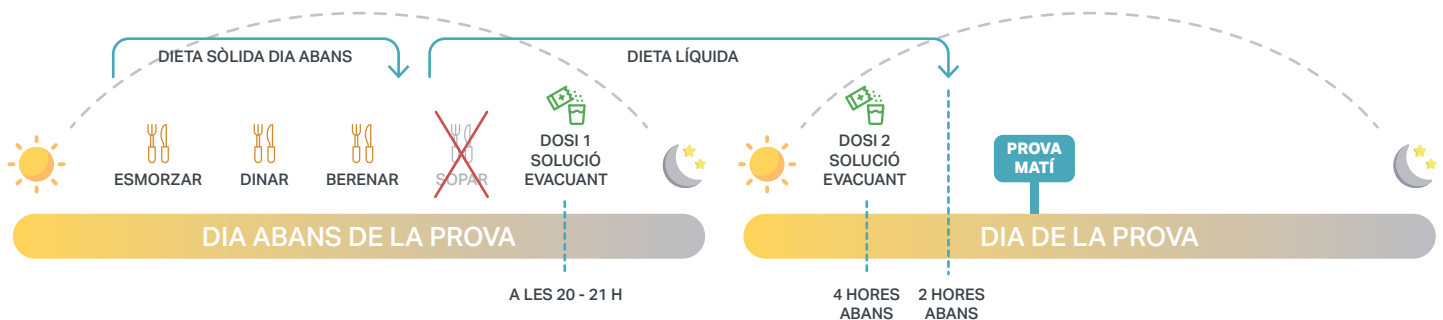 DIETA SÒLIDA DIA ABANS
DIETA LÍQUIDA
ESMORZAR
DINAR
BERENAR
SOPAR
DOSI 1
SOLUCIÓ
EVACUANT
DIA ABANS DE LA PROVA
A LES 20 - 21 H
DOSI 2
SOLUCIÓ
EVACUANT
PROVA
MATÍ
DIA DE LA PROVA
4 HORES
ABANS
2 HORES
ABANS